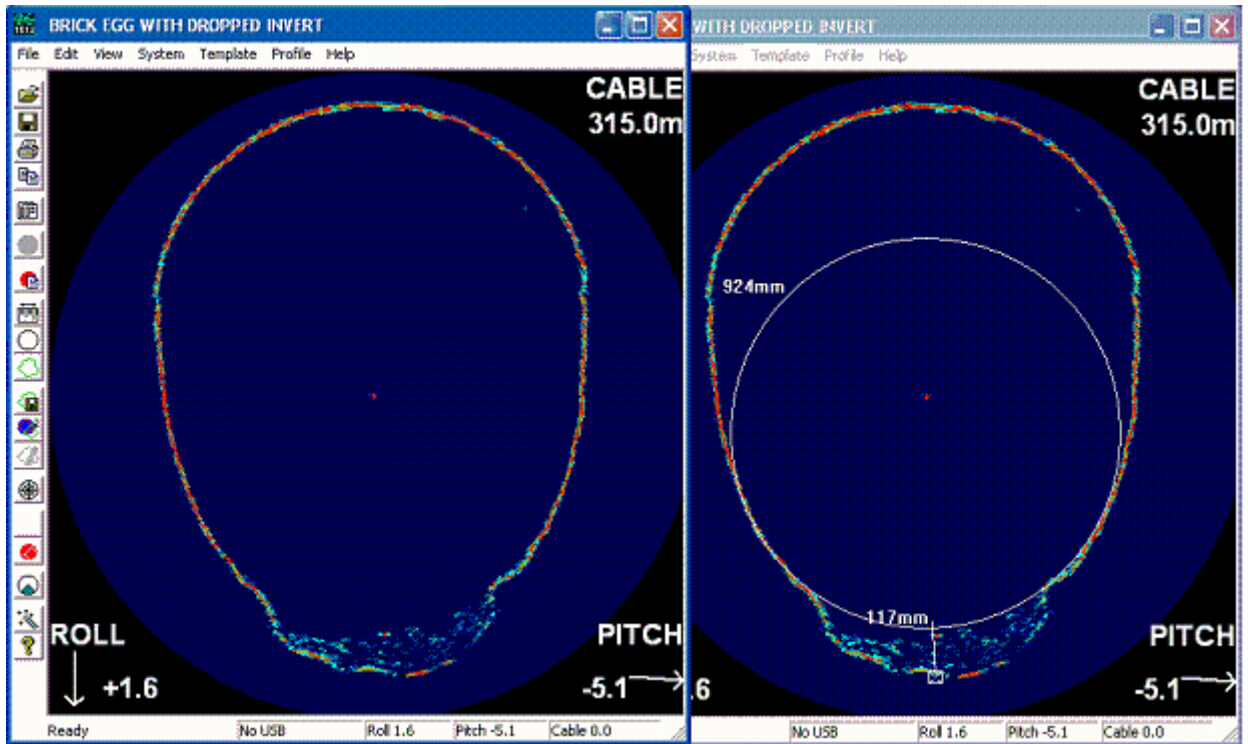 BRICK EGG WITH DROPPED INVERT
File Edit View System Template Profile Help
CABLE
315.0m
ROLL
+1.6
PITCH
-5.1
Ready No USB Roll 1.6 Pitch -5.1 Cable 0.0
WITH DROPPED INVERT
System Template Profile Help
CABLE
315.0m
924mm
117mm
PITCH
.6
-5.1
No USB Roll 1.6 Pitch -5.1 Cable 0.0